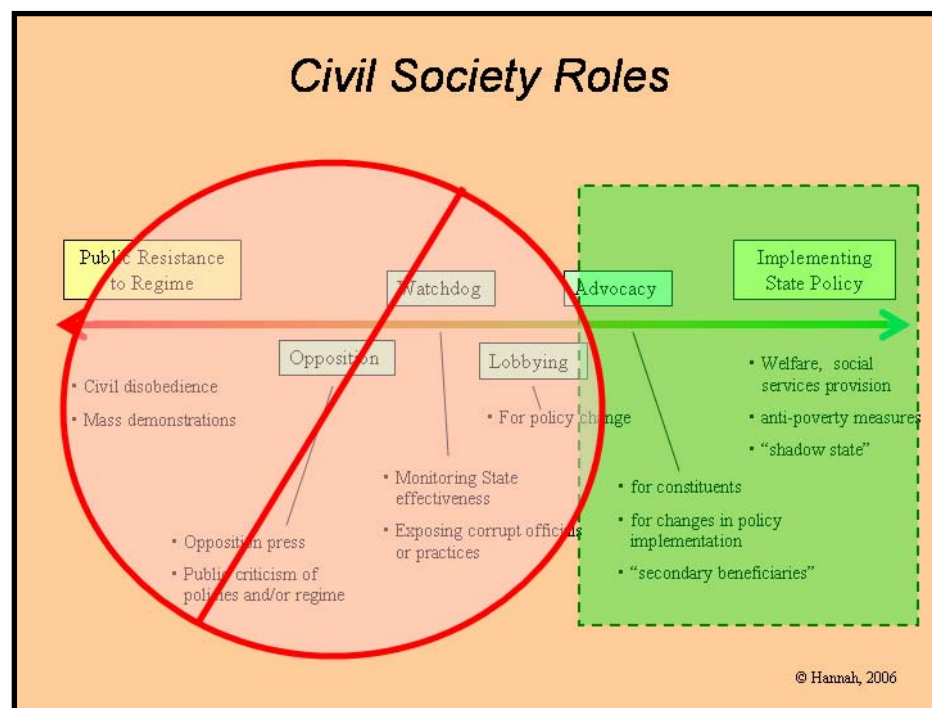 Civil Society Roles
Public Resistance
to Regime
Watchdog
Advocacy
Implementing
State Policy
Opposition
Lobbying
• Civil disobedience
• Mass demonstrations
• For policy change
• Welfare, social
services provision
• anti-poverty measures
• “shadow state”
• Monitoring State
effectiveness
• Exposing corrupt officials
or practices
• for constituents
• for changes in policy
implementation
• “secondary beneficiaries”
• Opposition press
• Public criticism of
policies and/or regime
© Hannah, 2006